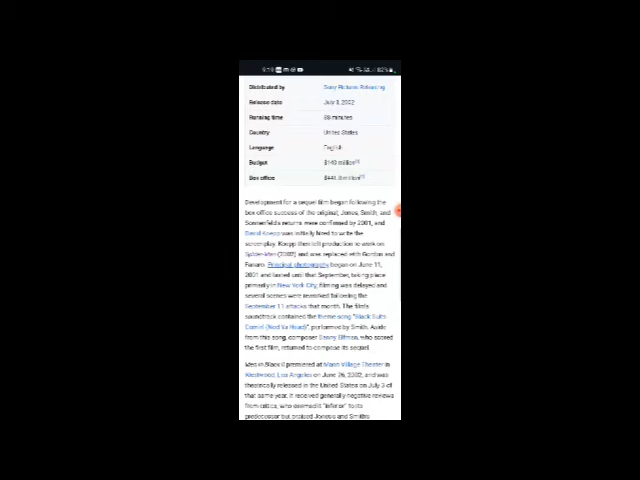 82%
Distributed by Sony Pictures Releasing
Release date July 3, 2002
Running time 88 minutes
Country United States
Language English
Budget $140 million
Box office million
Development for a sequel film began following the
box office success of the original. Jones, Smith, and
Sonnenfeld's returns were confirmed by 2001, and
David Koepp was initially hired to write the
screenplay. Koepp then left production to work on
Spider-Man (2002) and was replaced with Gordon and
Fanaro. Principal photography began on June 11,
2001 and lasted until that September, taking place
primarily in New York City; filming was delayed and
several scenes were reworked following the
September 11 attacks that month. The film's
soundtrack contained the theme song "Black Suits
Comin' (Nod Ya Head)", performed by Smith. Aside
from this song, composer Danny Elfman, who scored
the first film, returned to compose its sequel.
Men in Black II premiered at Mann Village Theater in
Westwood, Los Angeles on June 26, 2002, and was
theatrically released in the United States on July 3 of
that same year. It received generally negative reviews
from critics, who deemed it "inferior" to its
predecessor but praised Jones's and Smith's